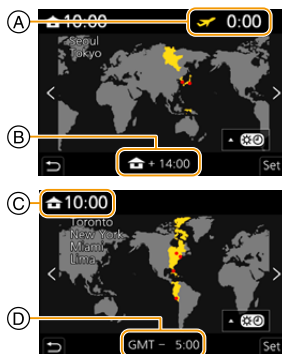 A
10:00
0:00
Seoul
Tokyo
B
+ 14:00
Set
C
10:00
Toronto
New York
Miami
Lima
D
GMT − 5:00
Set